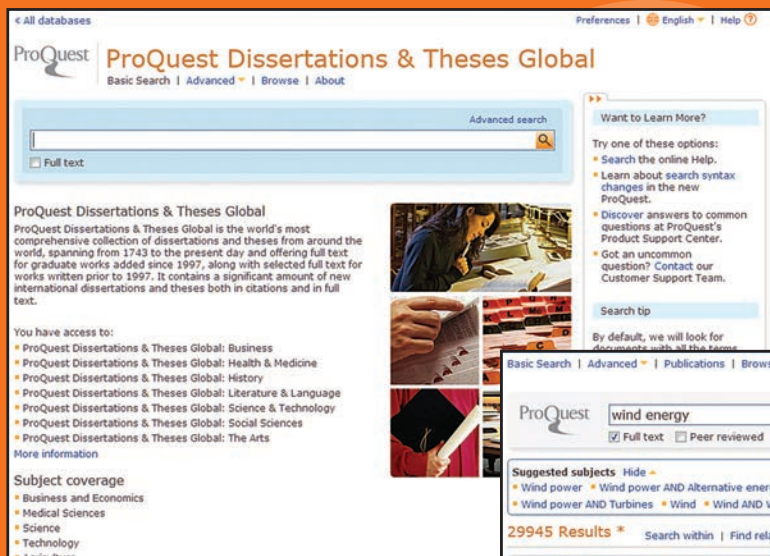 < All databases
Preferences | English | Help ?
ProQuest
ProQuest Dissertations & Theses Global
Basic Search | Advanced | Browse | About
Advanced search
Full text
ProQuest Dissertations & Theses Global
ProQuest Dissertations & Theses Global is the world's most
comprehensive collection of dissertations and theses from around the
world, spanning from 1743 to the present day and offering full text
for graduate works added since 1997, along with selected full text for
works written prior to 1997. It contains a significant amount of new
international dissertations and theses both in citations and in full
text.
You have access to:
ProQuest Dissertations & Theses Global: Business
ProQuest Dissertations & Theses Global: Health & Medicine
ProQuest Dissertations & Theses Global: History
ProQuest Dissertations & Theses Global: Literature & Language
ProQuest Dissertations & Theses Global: Science & Technology
ProQuest Dissertations & Theses Global: Social Sciences
ProQuest Dissertations & Theses Global: The Arts
More information
Subject coverage
Business and Economics
Medical Sciences
Science
Technology
Want to Learn More?
Try one of these options:
Search the online Help.
Learn about search syntax
changes in the new
ProQuest.
Discover answers to common
questions at ProQuest's
Product Support Center.
Got an uncommon
question? Contact our
Customer Support Team.
Search tip
By default, we will look for
documents with all the terms
Basic Search | Advanced | Publications | Brows
ProQuest
wind energy
Full text Peer reviewed
Suggested subjects Hide
Wind power Wind power AND Alternative ener
Wind power AND Turbines Wind Wind AND
29945 Results * Search within | Find rela